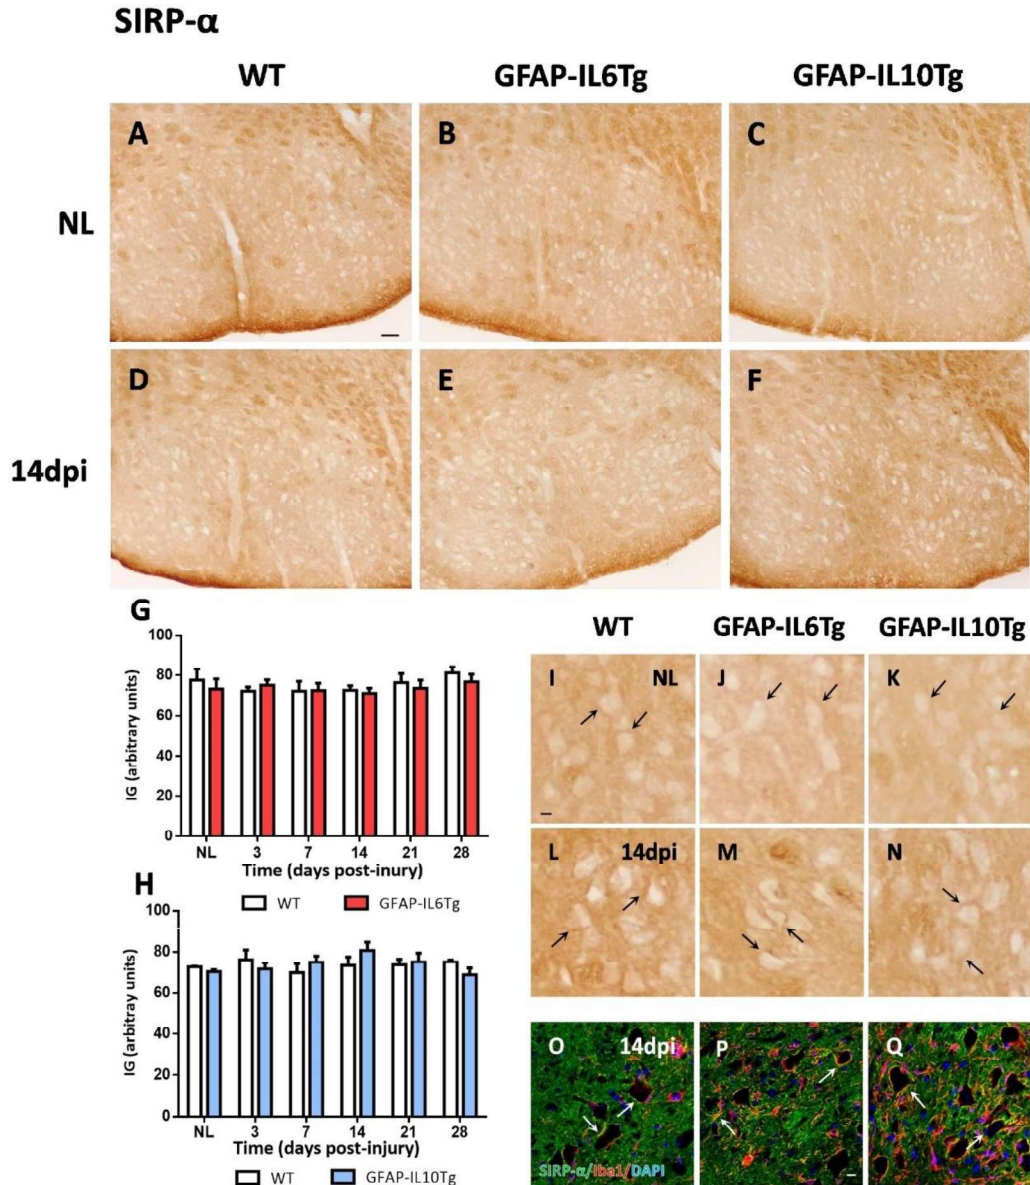 SIRP-α
WT GFAP-IL6Tg GFAP-IL10Tg
NL
A B C
14dpi
D E F
G
IG (arbitrary units)
100
80
60
40
20
0
NL 3 7 14 21 28
Time (days post-inury)
WT GFAP-IL6Tg
H
IG (arbitray units)
100
80
60
40
20
0
NL 3 7 14 21 28
Time (days post-injury)
WT GFAP-IL10Tg
WT GFAP-IL6Tg GFAP-IL10Tg
I NL J K
L 14dpi M N
O 14dpi P Q
SIRP-α/Iba1/DAPI